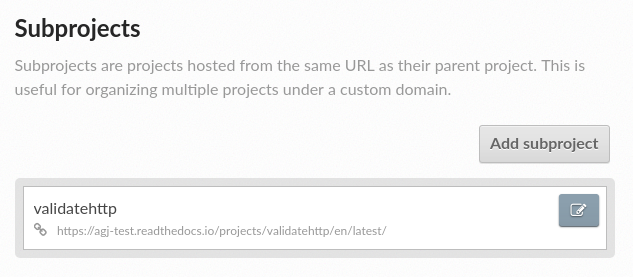 Subprojects
Subprojects are projects hosted from the same URL as their parent project. This is
useful for organizing multiple projects under a custom domain.
Add subproject
validatehttp
https://agj-test.readthedocs.io/projects/validatehttp/en/latest/